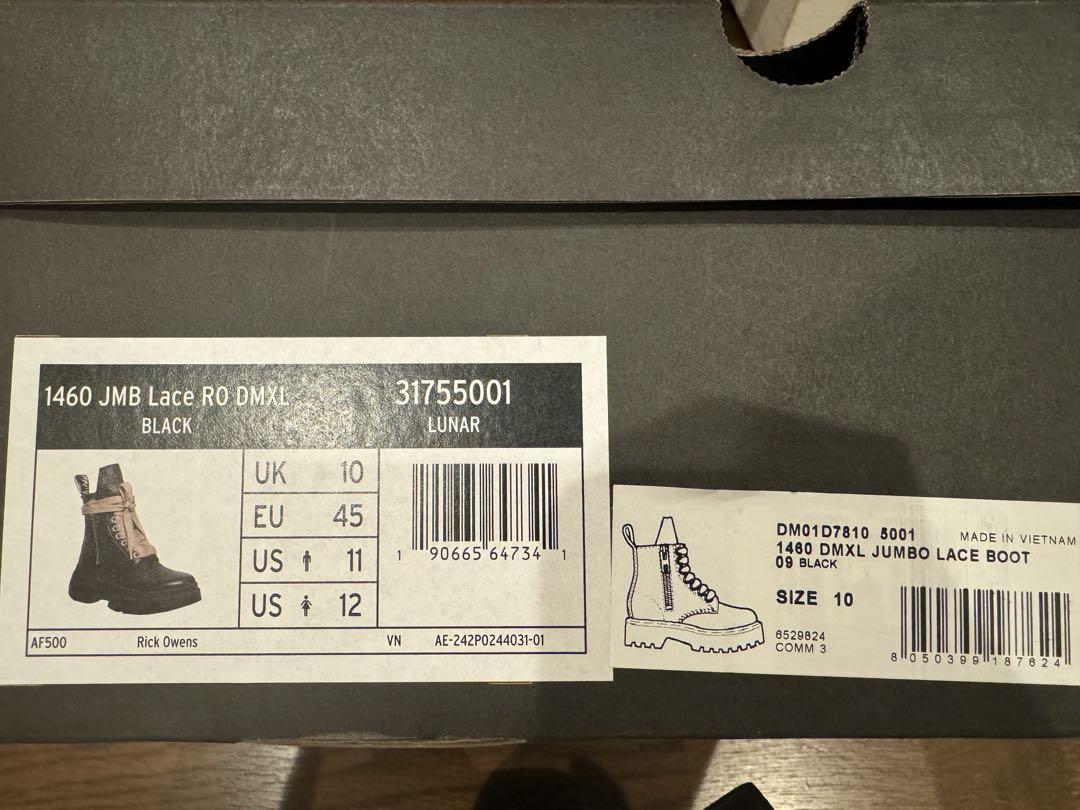 1460 JMB Lace RO DMXL
BLACK
31755001
LUNAR
UK 10
EU 45
US 11
US 12
1 90665 64734 1
AF500 Rick Owens VN AE-242P0244031-01
DM01D7810 5001 MADE IN VIETNAM
1460 DMXL JUMBO LACE BOOT
09 BLACK
SIZE 10
6529824
COMM 3
8 050399 187624